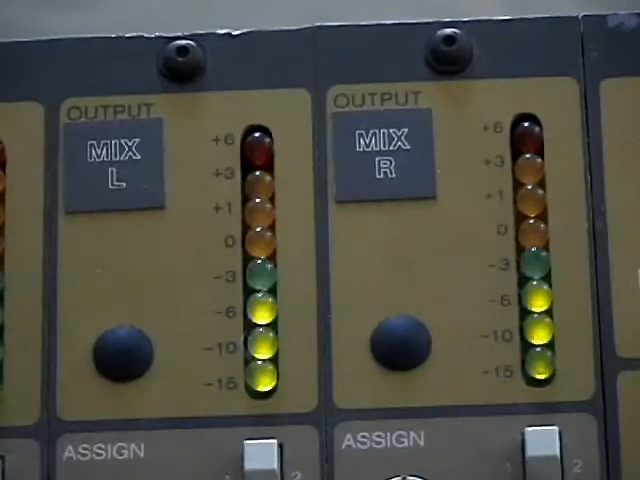 OUTPUT
MIX
L
+6
+3
+1
0
-3
-6
-10
-15
ASSIGN
1 2
OUTPUT
MIX
R
+6
+3
+1
0
-3
-6
-10
-15
ASSIGN
1 2